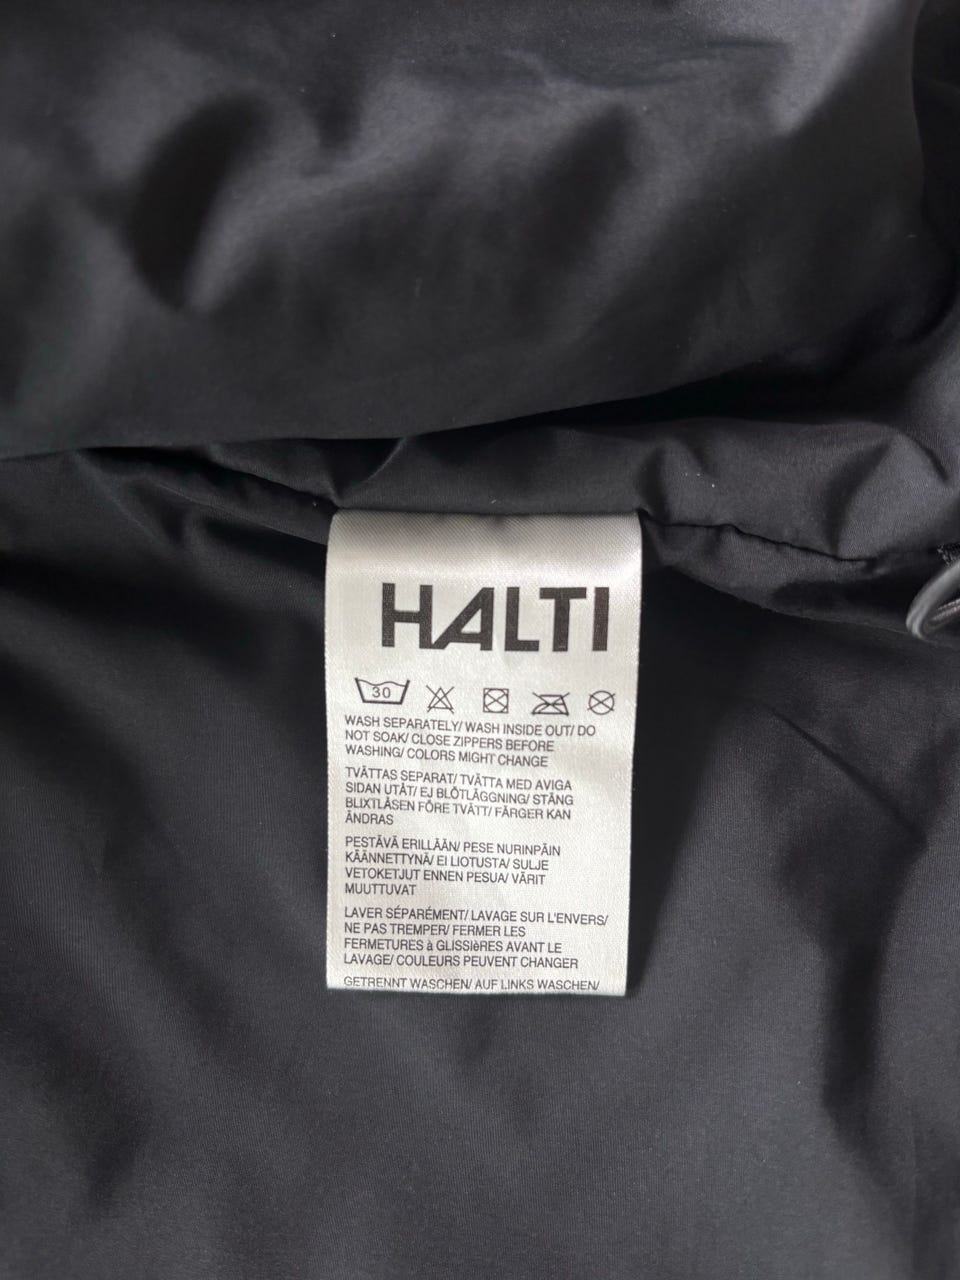 HALTI
30
WASH SEPARATELY/ WASH INSIDE OUT/ DO
NOT SOAK/ CLOSE ZIPPERS BEFORE
WASHING/ COLORS MIGHT CHANGE
TVÄTTAS SEPARAT/ TVÄTTA MED AVIGA
SIDAN UTÅT/ EJ BLÖTLÄGGNING/ STÄNG
BLIXTLÅSEN FÖRE TVÄTT/ FÄRGER KAN
ÄNDRAS
PESTÄVÄ ERILLÄÄN/ PESE NURINPÄIN
KÄÄNNETTYNÄ/ EI LIOTUSTA/ SULJE
VETOKETJUT ENNEN PESUA/ VÄRIT
MUUTTUVAT
LAVER SÉPARÉMENT/ LAVAGE SUR L'ENVERS/
NE PAS TREMPER/ FERMER LES
FERMETURES à GLISSIèRES AVANT LE
LAVAGE/ COULEURS PEUVENT CHANGER
GETRENNT WASCHEN/ AUF LINKS WASCHEN/